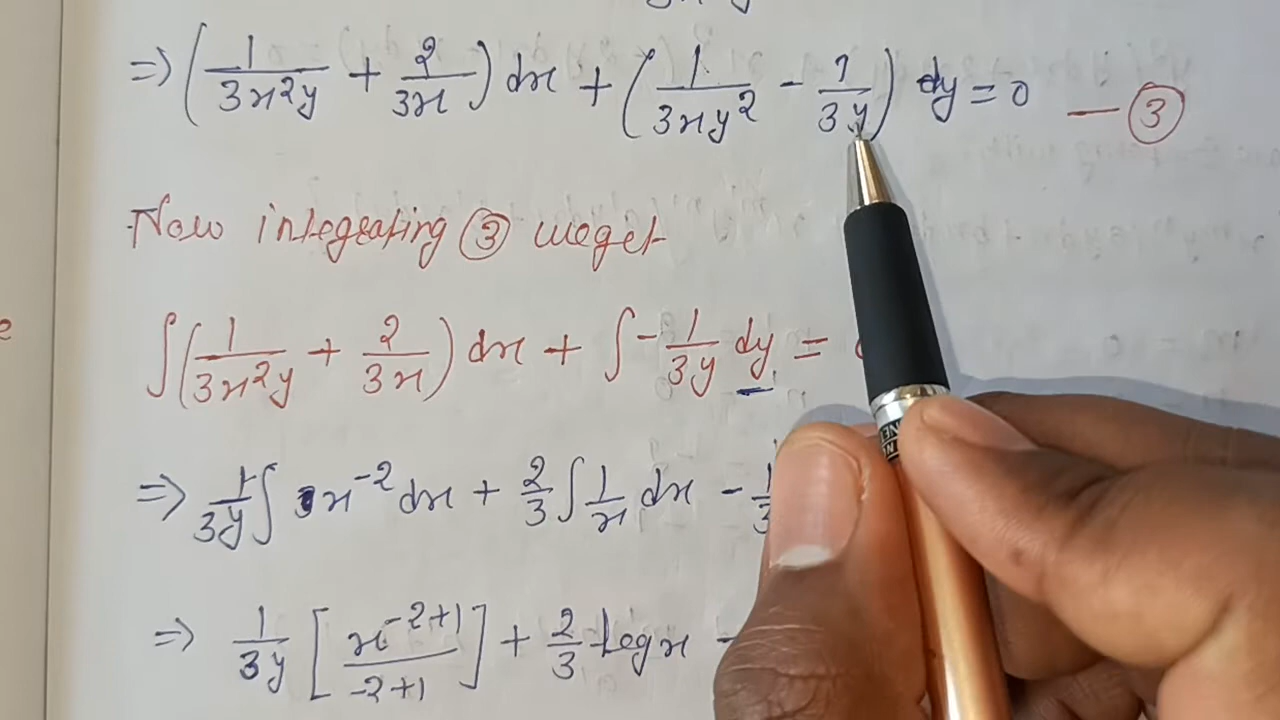 ⇒ (1/3x²y + 2/3x) dx + (1/3xy² - 1/3y) dy = 0 — ③
Now integrating ③ we get
∫(1/3x²y + 2/3x) dx + ∫ - 1/3y dy =
⇒ 1/3y ∫ x⁻² dx + 2/3 ∫ 1/x dx - 1/3
⇒ 1/3y [x⁻²⁺¹/-2+1] + 2/3 log x -